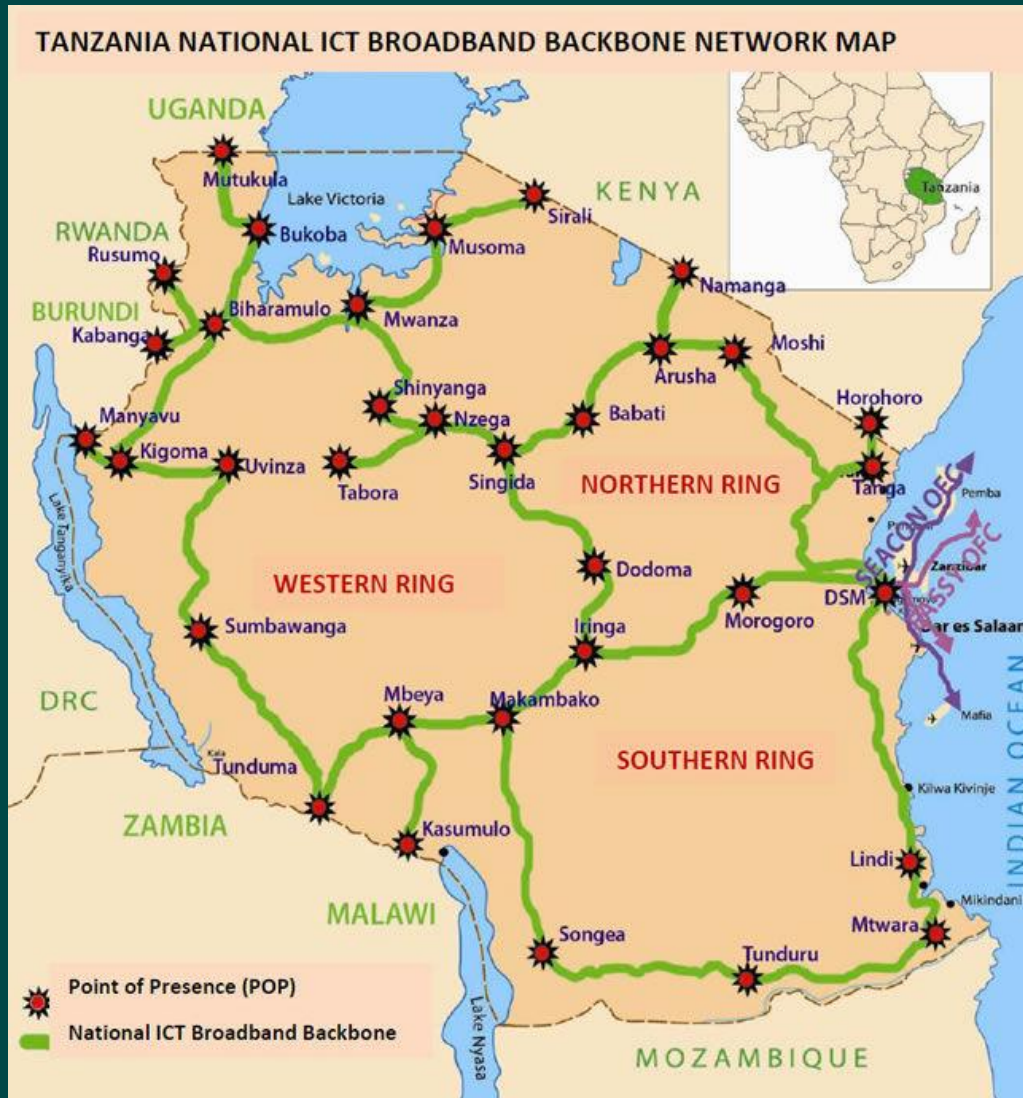 TANZANIA NATIONAL ICT BROADBAND BACKBONE NETWORK MAP
UGANDA
Mutukula
Lake Victoria
KENYA
Tanzania
Sirali
RWANDA
Bukoba
Musoma
Rusumo
Namanga
BURUNDI
Biharamulo
Mwanza
Kabanga
Moshi
Arusha
Shinyanga
Horohoro
Manyavu
Nzega
Babati
Kigoma
Uvinza
Tabora
Singida
NORTHERN RING
Tanga
Pemba
SEACON OFC
Lake Tanganyika
WESTERN RING
Dodoma
Zanzibar
DSM
EASSY OFC
Morogoro
Sumbawanga
Iringa
Dar es Salaam
DRC
Mbeya
Makambako
Mafia
INDIAN OCEAN
Kala
Tunduma
SOUTHERN RING
Kilwa Kivinje
ZAMBIA
Kasumulo
Lindi
MALAWI
Mikindani
Mtwara
Songea
Tunduru
Point of Presence (POP)
National ICT Broadband Backbone
Lake Nyasa
MOZAMBIQUE